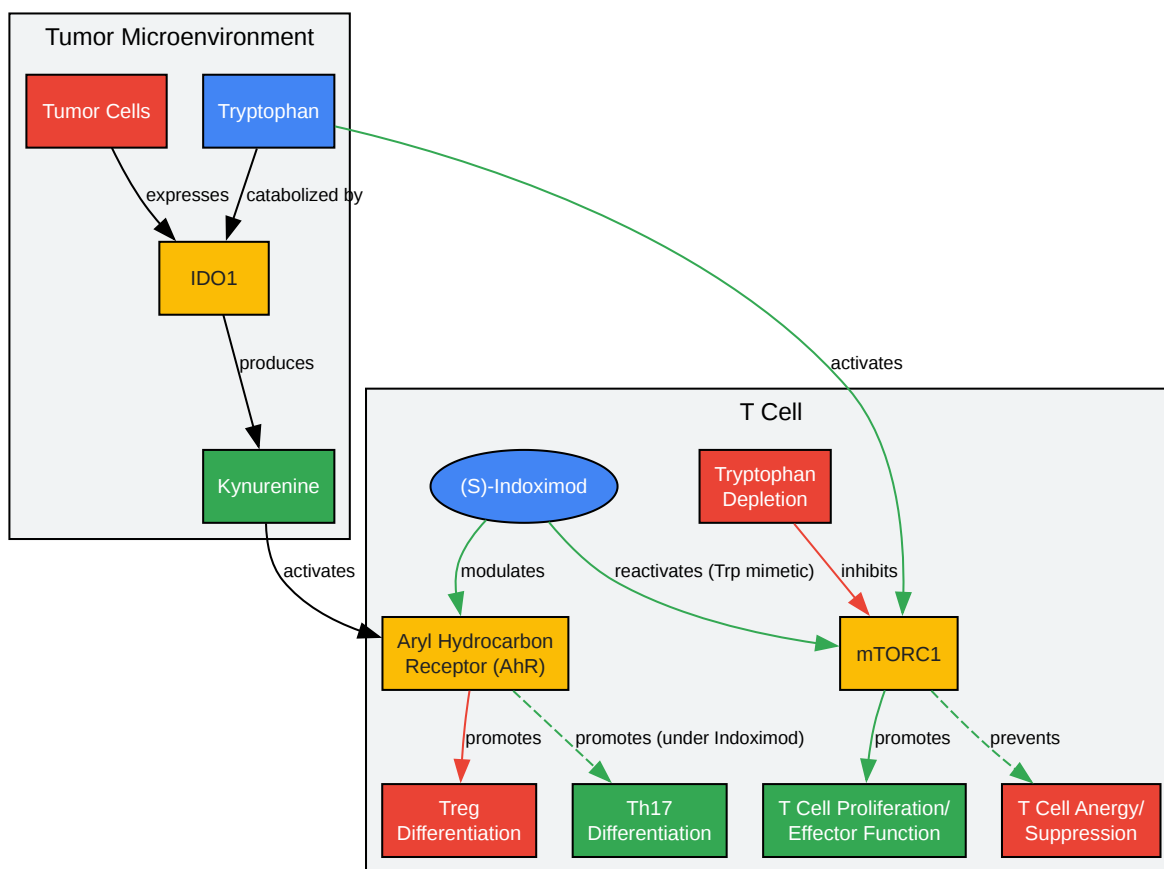 Tumor Microenvironment
Tumor Cells
Tryptophan
expresses
catabolized by
IDO1
produces
activates
T Cell
Kynurenine
(S)-Indoximod
Tryptophan
Depletion
activates
modulates
reactivates (Trp mimetic)
inhibits
Aryl Hydrocarbon
Receptor (AhR)
mTORC1
promotes
promotes (under Indoximod)
promotes
prevents
Treg
Differentiation
Th17
Differentiation
T Cell Proliferation/
Effector Function
T Cell Anergy/
Suppression